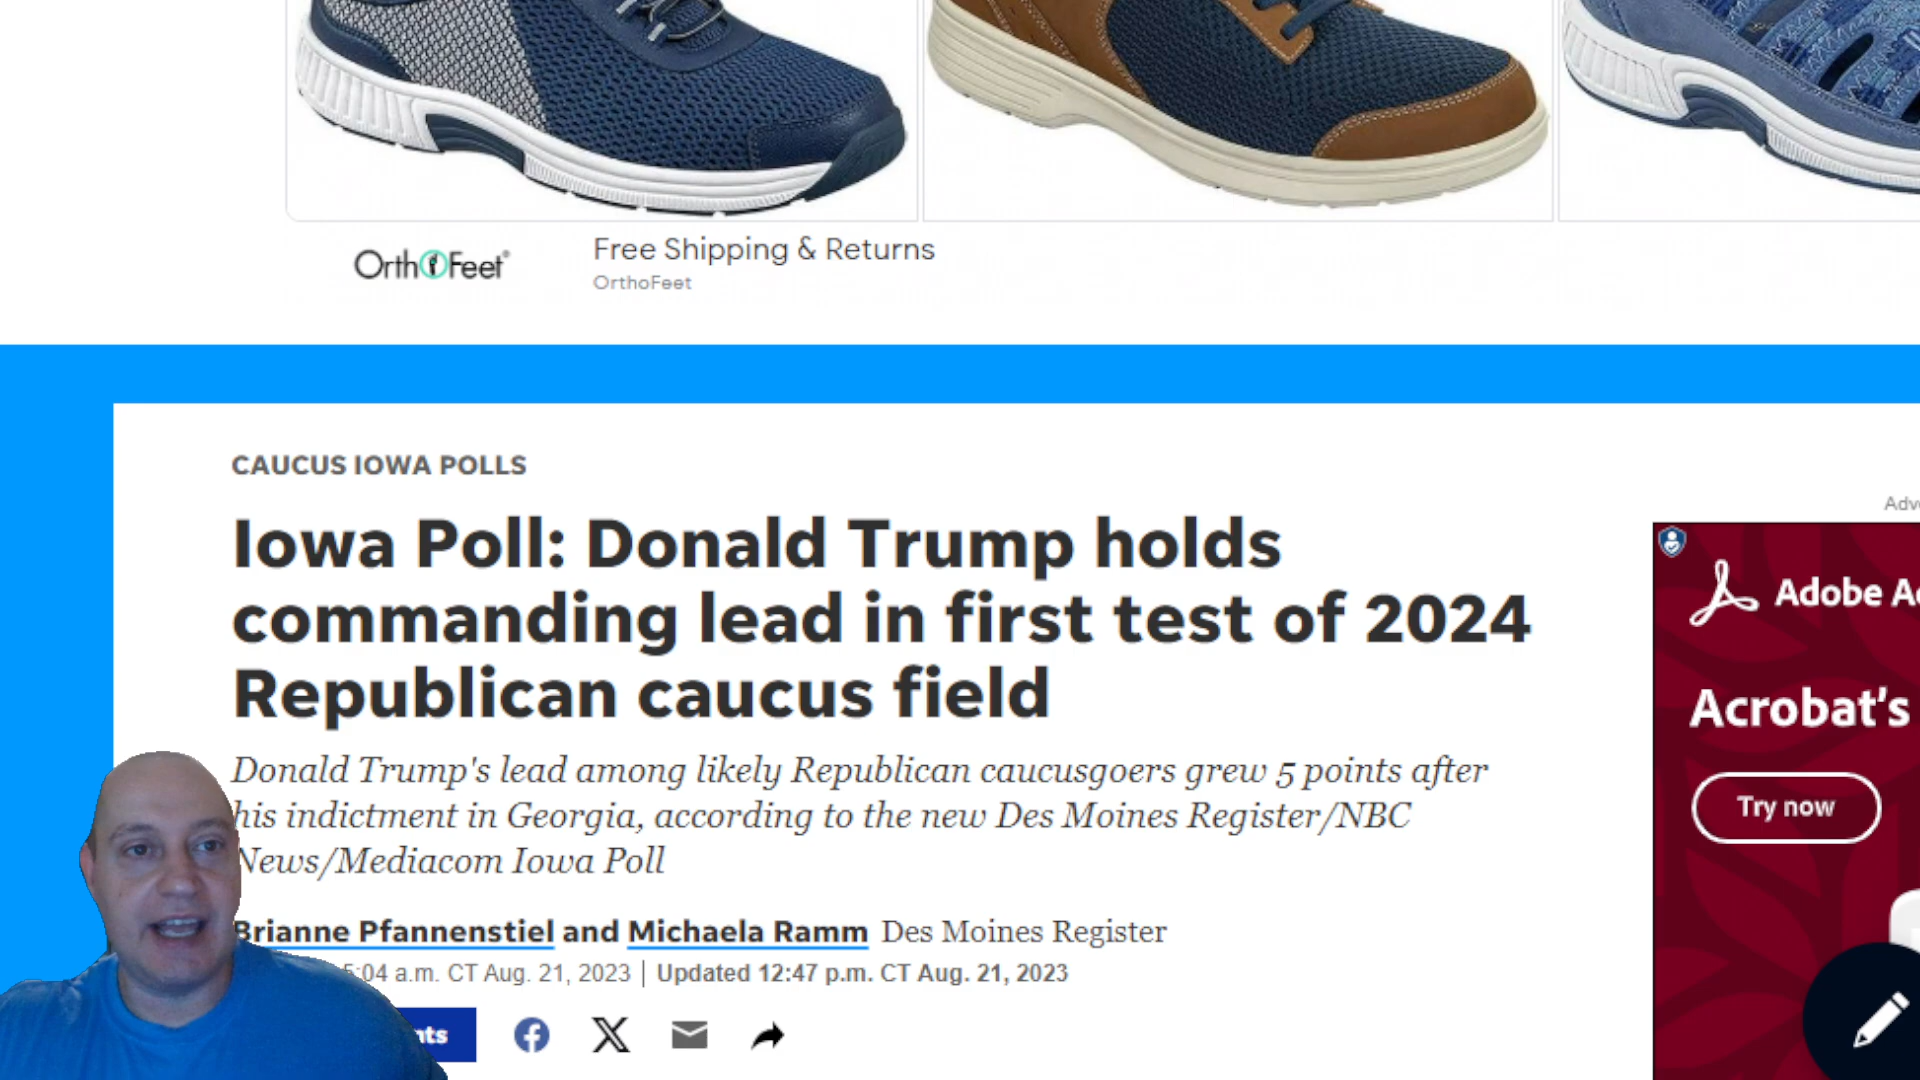 OrthoFeet®
Free Shipping & Returns
OrthoFeet
CAUCUS IOWA POLLS
Iowa Poll: Donald Trump holds
commanding lead in first test of 2024
Republican caucus field
Donald Trump's lead among likely Republican caucusgoers grew 5 points after
his indictment in Georgia, according to the new Des Moines Register/NBC
News/Mediacom Iowa Poll
Brianne Pfannenstiel and Michaela Ramm Des Moines Register
5:04 a.m. CT Aug. 21, 2023 | Updated 12:47 p.m. CT Aug. 21, 2023
Adobe
Acrobat's
Try now